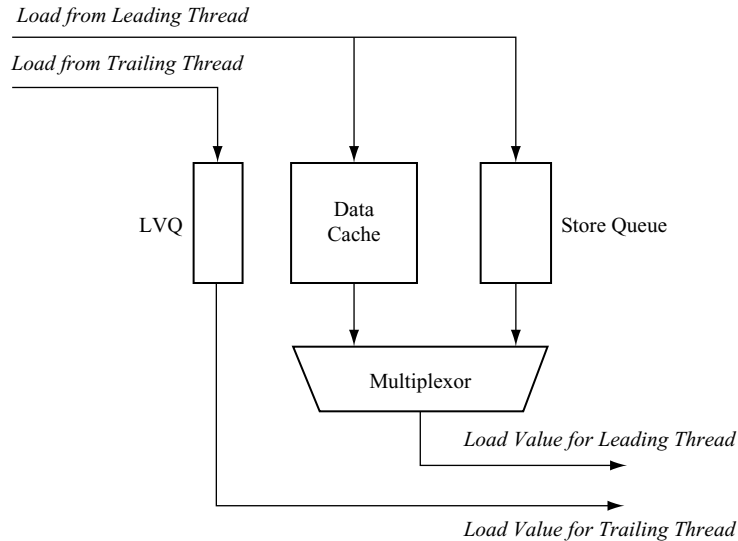 Load from Leading Thread
Load from Trailing Thread
LVQ
Data
Cache
Store Queue
Multiplexor
Load Value for Leading Thread
Load Value for Trailing Thread